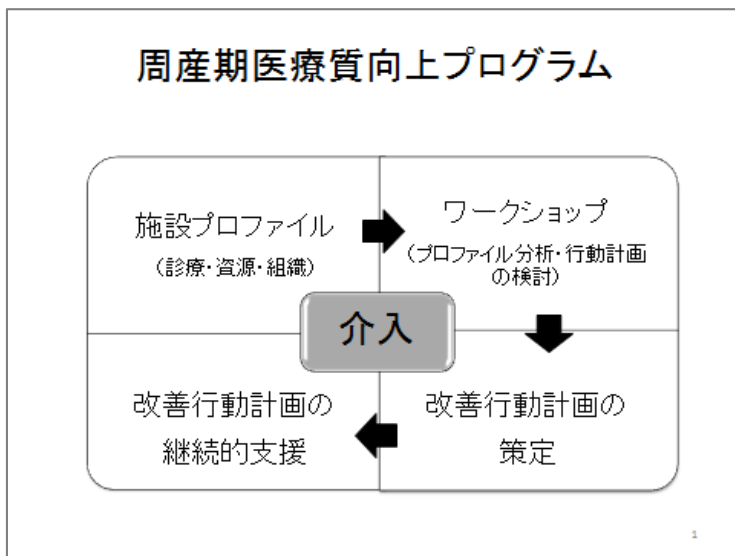 周産期医療質向上プログラム
施設プロファイル
（診療・資源・組織）
ワークショップ
（プロファイル分析・行動計画
の検討）
介入
改善行動計画の
継続的支援
改善行動計画の
策定
1